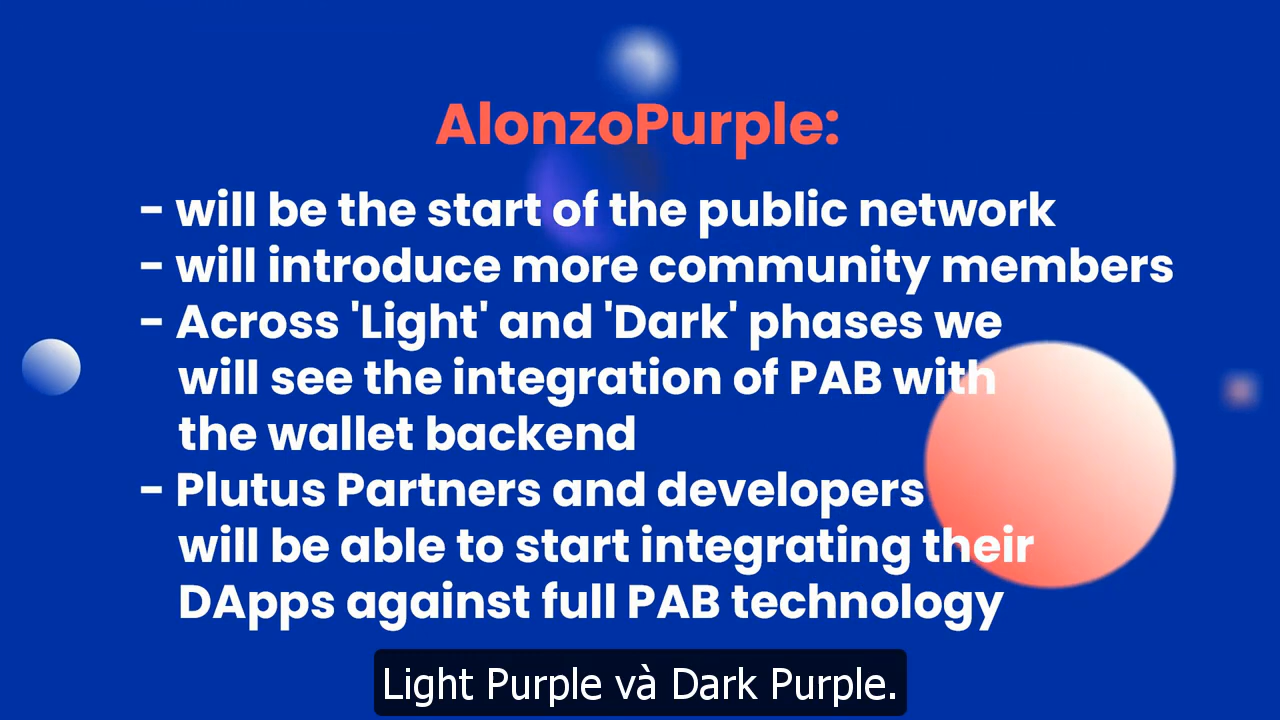 AlonzoPurple:
- will be the start of the public network
- will introduce more community members
- Across 'Light' and 'Dark' phases we
will see the integration of PAB with
the wallet backend
- Plutus Partners and developers
will be able to start integrating their
DApps against full PAB technology
Light Purple và Dark Purple.